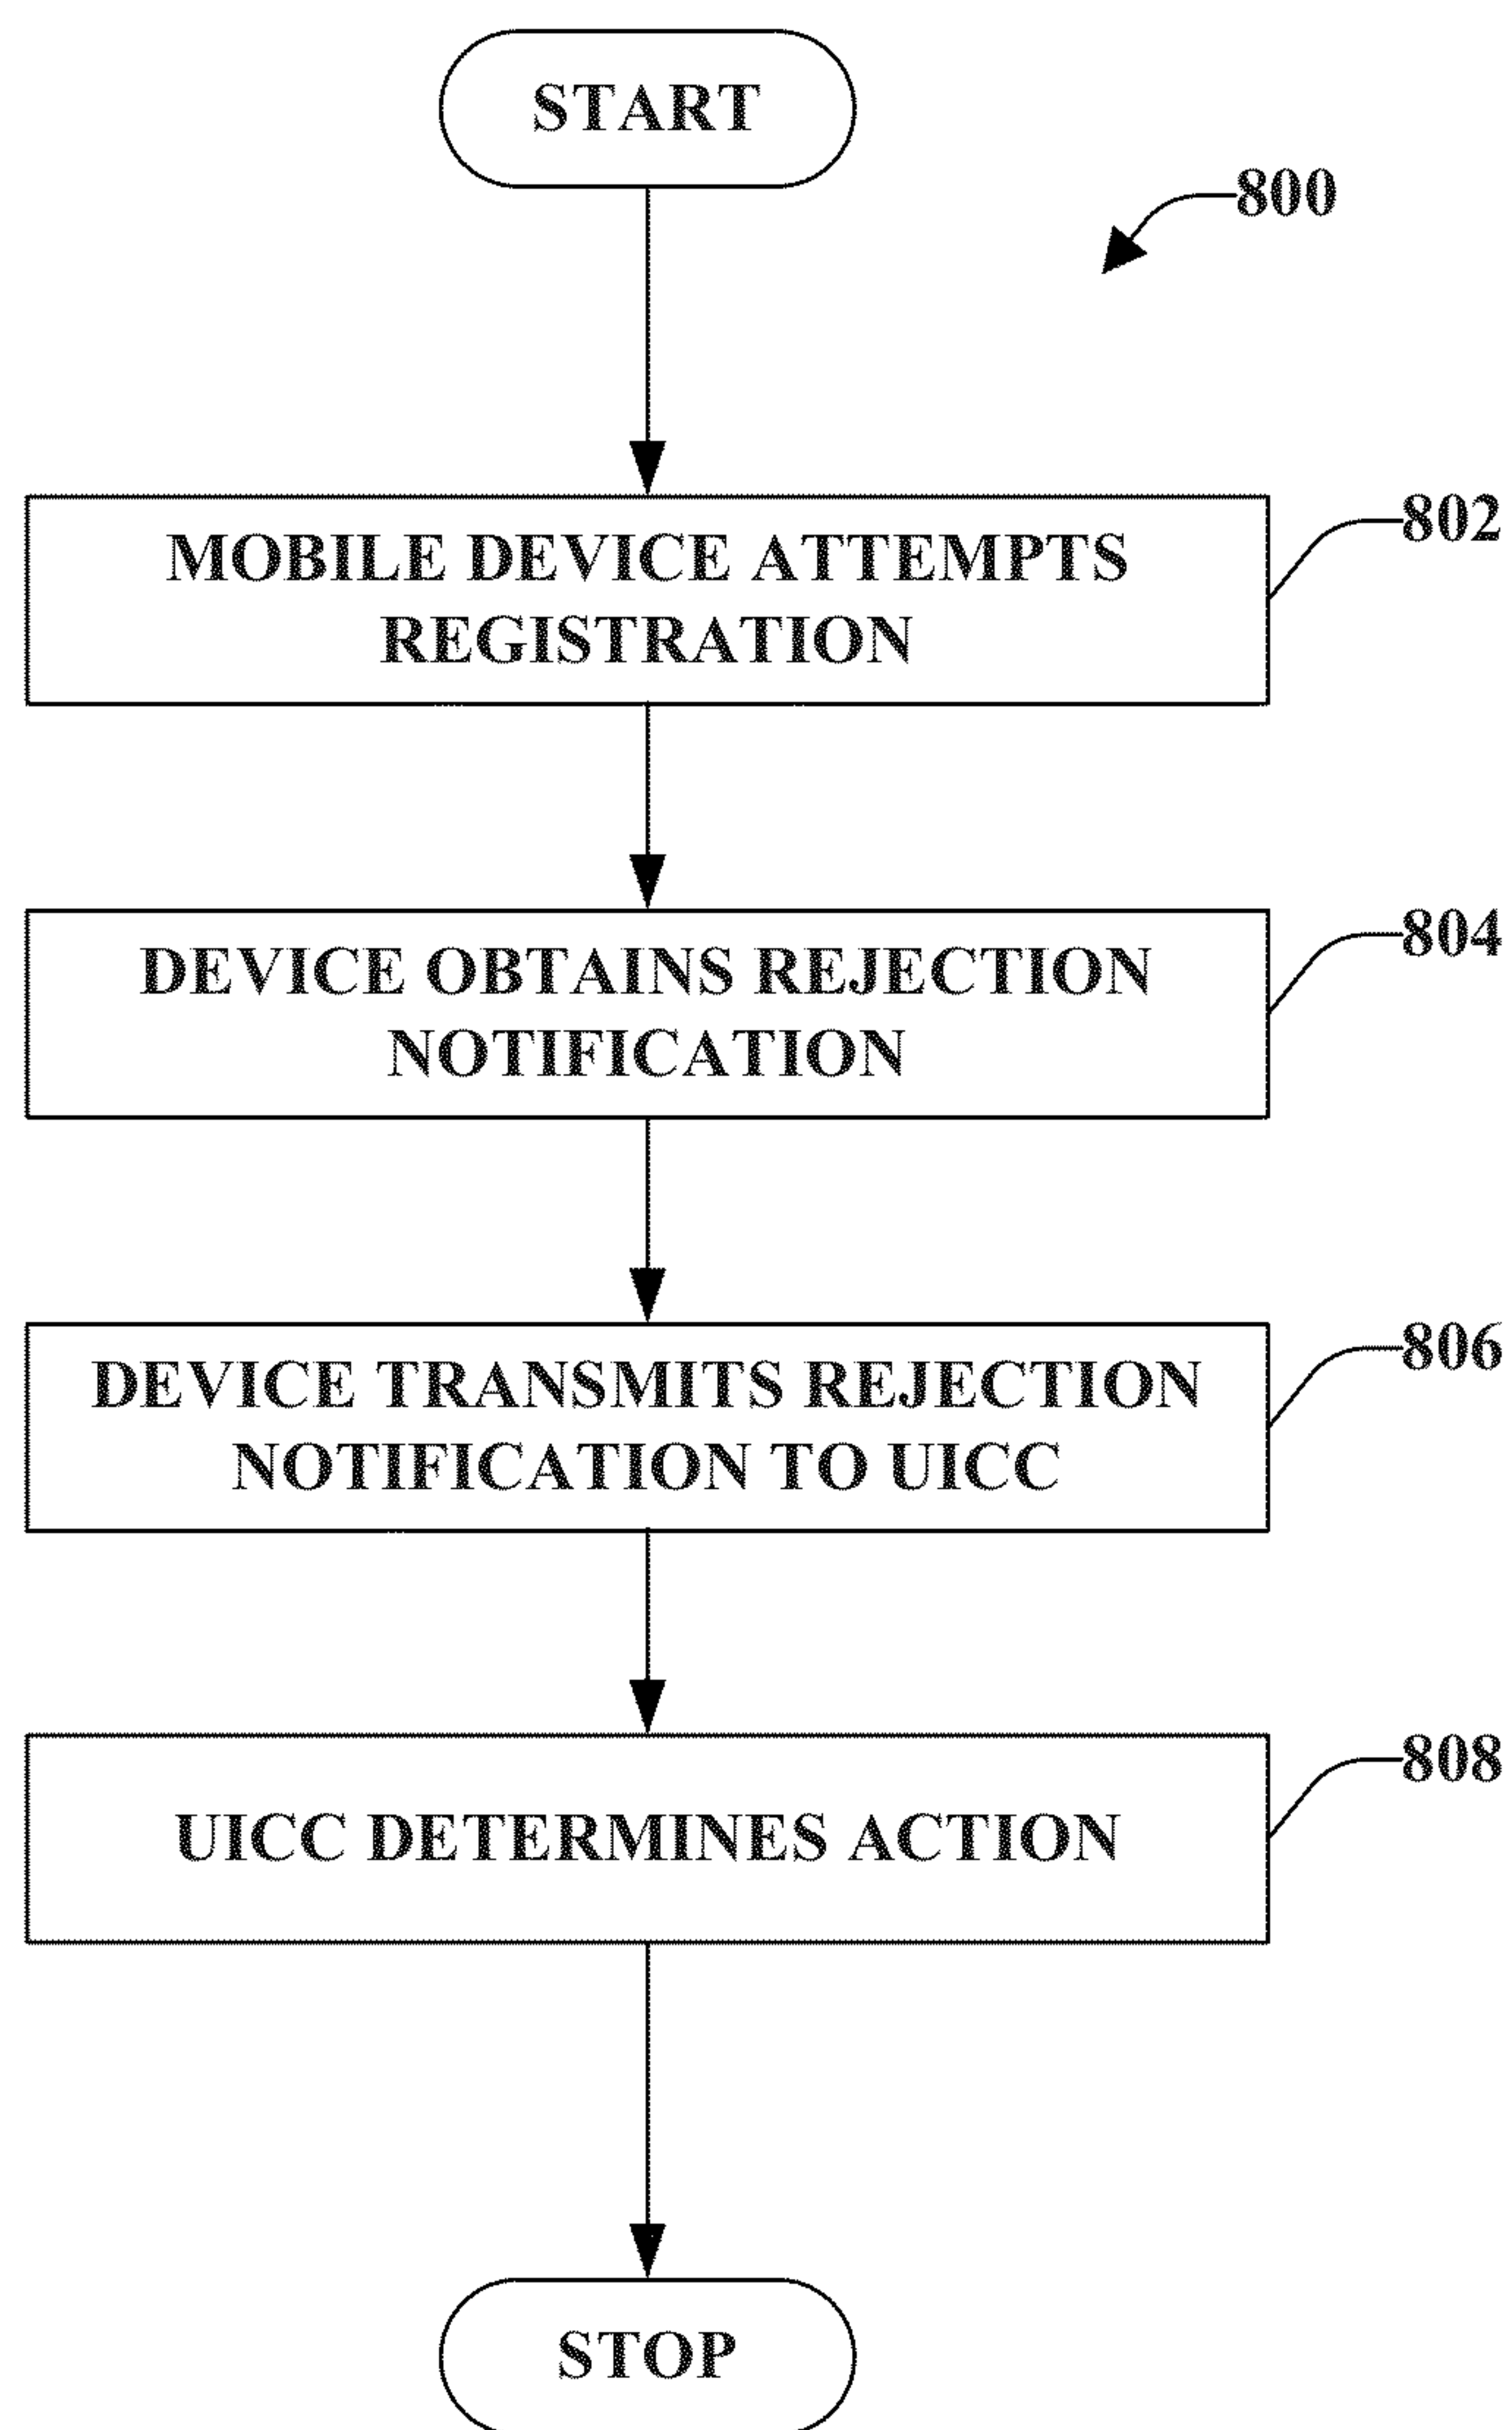 START
800
MOBILE DEVICE ATTEMPTS
REGISTRATION
802
DEVICE OBTAINS REJECTION
NOTIFICATION
804
DEVICE TRANSMITS REJECTION
NOTIFICATION TO UICC
806
UICC DETERMINES ACTION
808
STOP